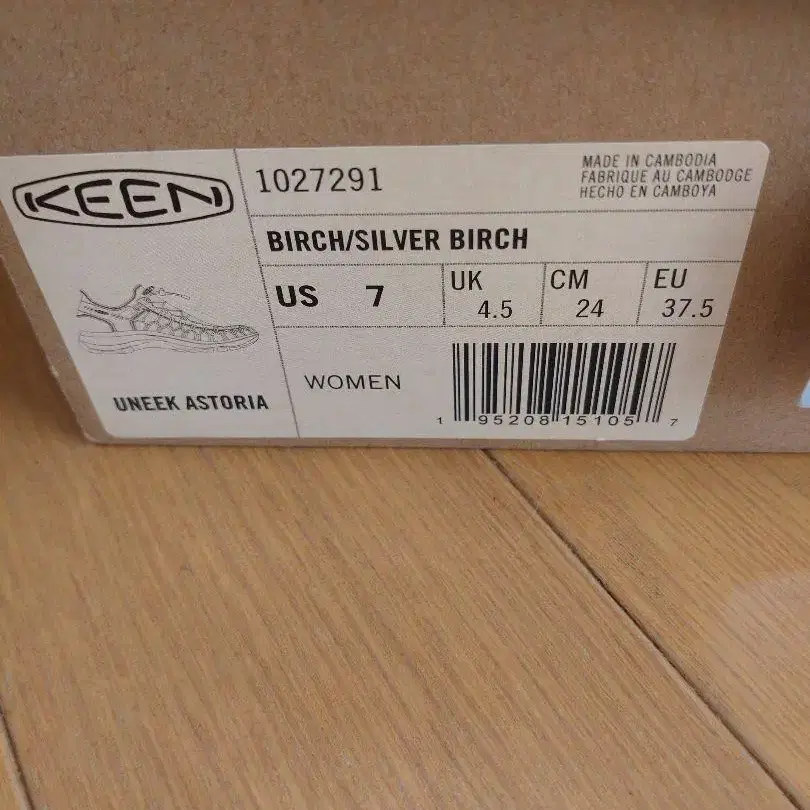 KEEN
1027291
MADE IN CAMBODIA
FABRIQUE AU CAMBODGE
HECHO EN CAMBOYA
BIRCH/SILVER BIRCH
US 7
UK 4.5
CM 24
EU 37.5
UNEEK ASTORIA
WOMEN
1 95208 15105 7